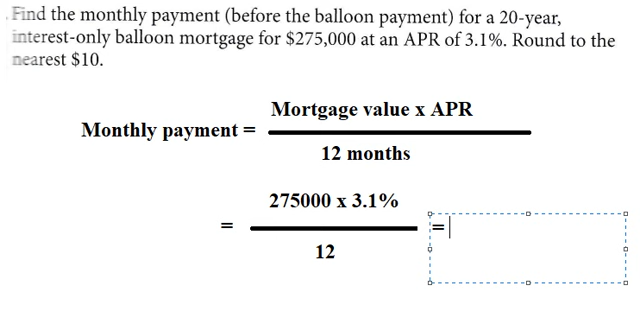 Find the monthly payment (before the balloon payment) for a 20-year,
interest-only balloon mortgage for $275,000 at an APR of 3.1%. Round to the
nearest $10.
Mortgage value x APR
Monthly payment =
12 months
275000 x 3.1%
= =
12